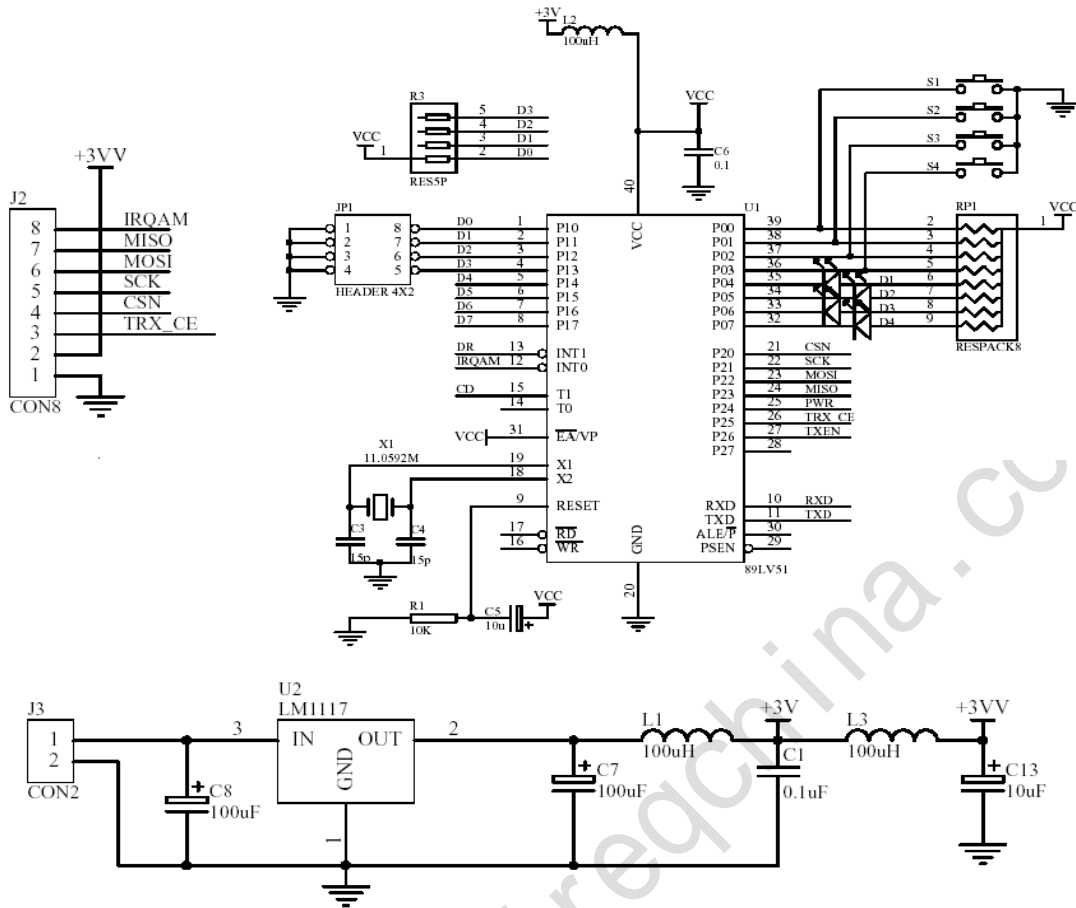 +3V
L2
100uH
R3
5 D3
4 D2
3 D1
2 D0
VCC
1
RES5P
VCC
C6
0.1
40
S1
S2
S3
S4
+3VV
J2
8 IRQAM
7 MISO
6 MOSI
5 SCK
4 CSN
3 TRX_CE
2
1
CON8
JP1
1 8
2 7
3 6
4 5
HEADER 4X2
D0 1 P10
D1 2 P11
D2 3 P12
D3 4 P13
D4 5 P14
D5 6 P15
D6 7 P16
D7 8 P17
DR 13 INT1
IRQAM 12 INT0
CD 15 T1
14 T0
VCC 31 EA/VP
19 X1
18 X2
9 RESET
17 RD
16 WR
VCC
GND
20
U1
P00 39
P01 38
P02 37
P03 36
P04 35
P05 34
P06 33
P07 32
P20 21 CSN
P21 22 SCK
P22 23 MOSI
P23 24 MISO
P24 25 PWR
P25 26 TRX_CE
P26 27 TXEN
P27 28
RXD 10 RXD
TXD 11 TXD
ALE/P 30
PSEN 29
89LV51
D1
D2
D3
D4
RP1
VCC
1
2
3
4
5
6
7
8
9
RESPACK8
X1
11.0592M
C3
15p
C4
15p
R1
10K
C5
10u
+
VCC
J3
1
2
CON2
+
C8
100uF
U2
LM1117
3 IN OUT 2
GND
1
+
C7
100uF
L1
100uH
+3V
C1
0.1uF
L3
100uH
+3VV
+
C13
10uF
ireqchina.co